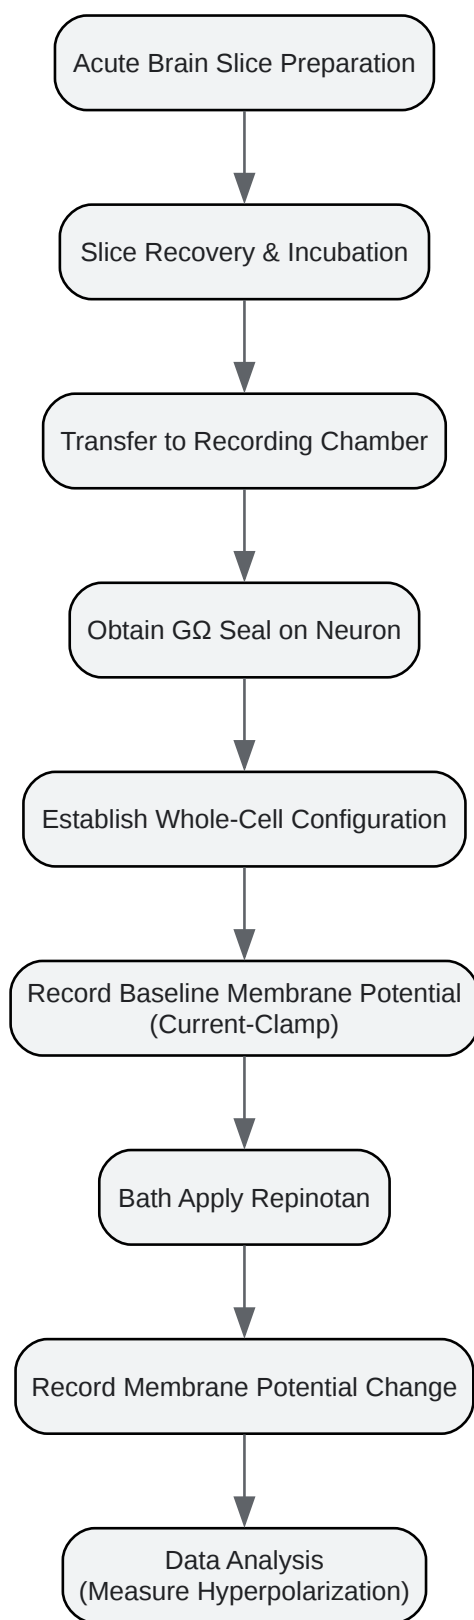 Acute Brain Slice Preparation
Slice Recovery & Incubation
Transfer to Recording Chamber
Obtain GΩ Seal on Neuron
Establish Whole-Cell Configuration
Record Baseline Membrane Potential
(Current-Clamp)
Bath Apply Repinotan
Record Membrane Potential Change
Data Analysis
(Measure Hyperpolarization)